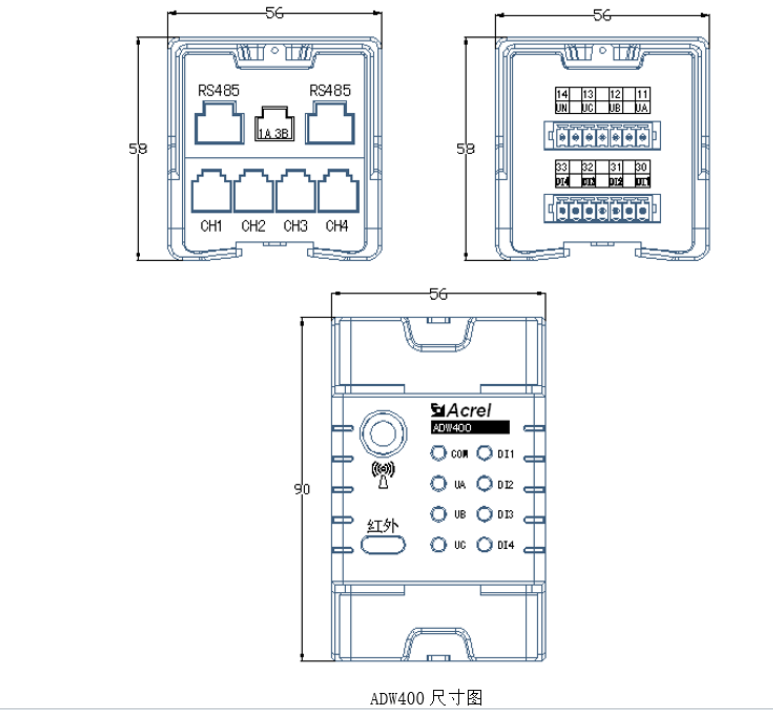 56
56
RS485
RS485
1A 3B
58
CH1 CH2 CH3 CH4
14 13 12 11
UN UC UB UA
58
33 32 31 30
DI4 DI3 DI2 DI1
56
Acrel
ADW400
COM DI1
UA DI2
90
UB DI3
红外
UC DI4
ADW400 尺寸图